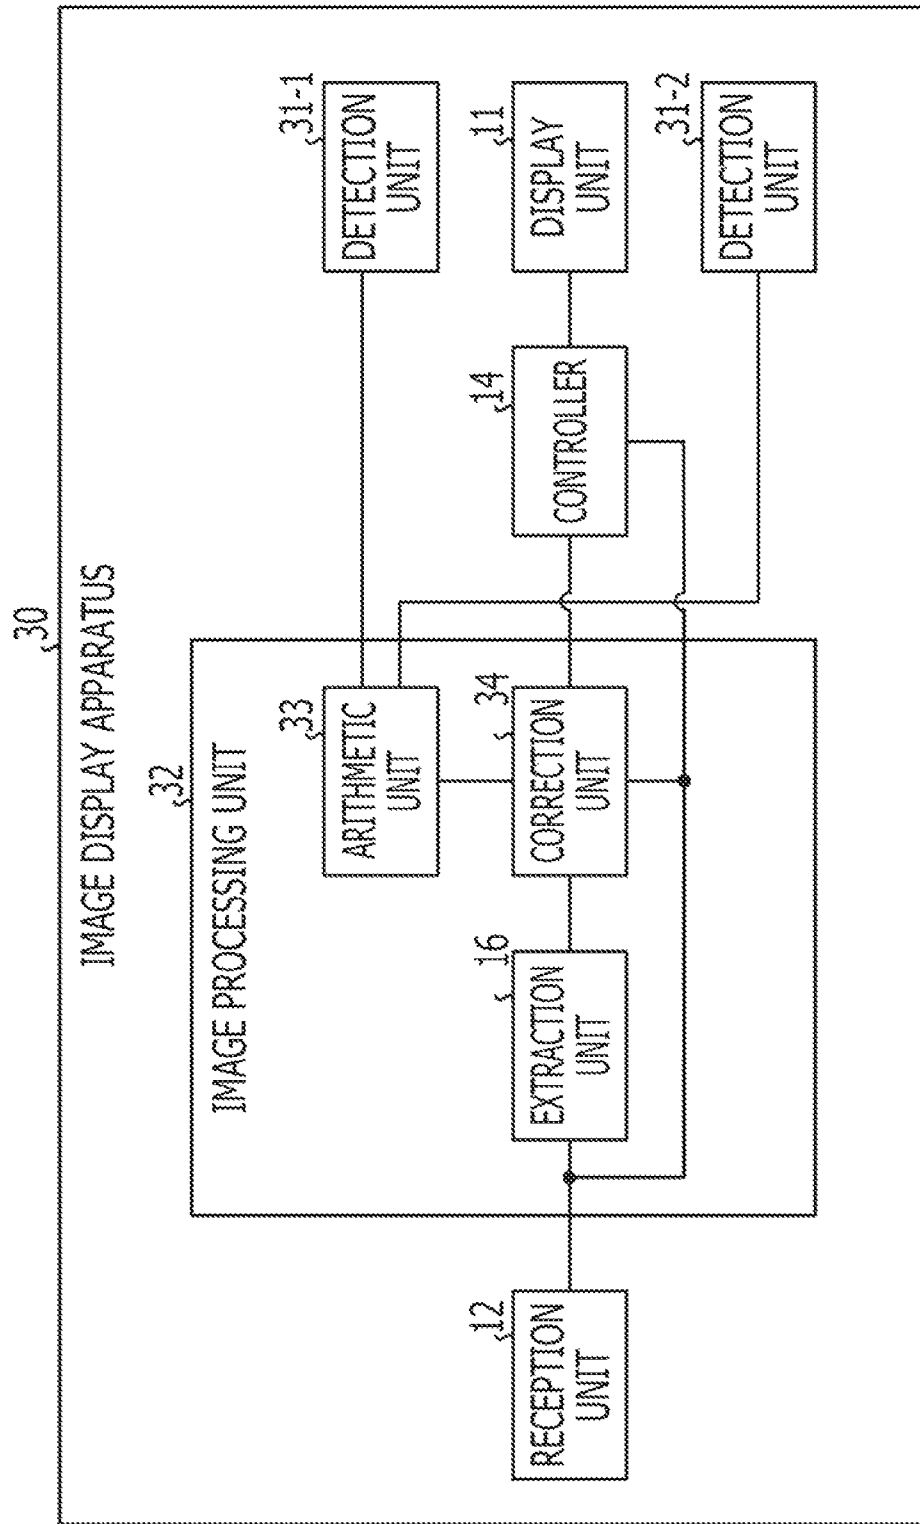 30
IMAGE DISPLAY APPARATUS
32
IMAGE PROCESSING UNIT
33
ARITHMETIC
UNIT
31-1
DETECTION
UNIT
12
RECEPTION
UNIT
16
EXTRACTION
UNIT
34
CORRECTION
UNIT
14
CONTROLLER
11
DISPLAY
UNIT
31-2
DETECTION
UNIT